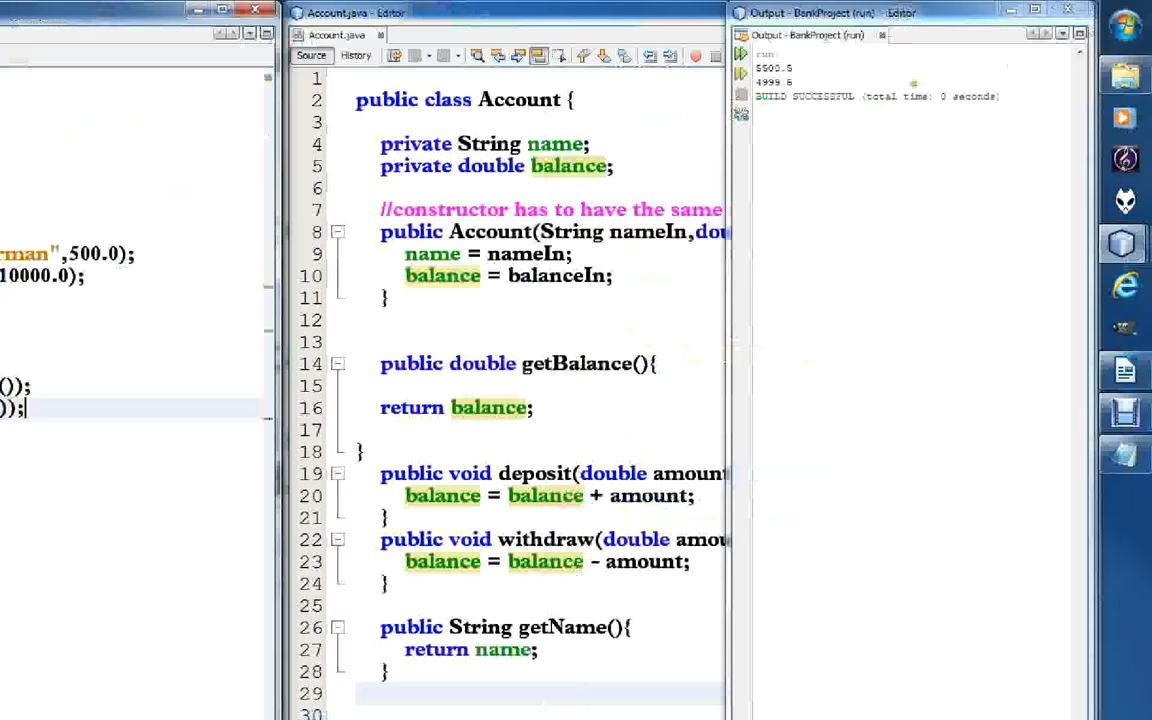 Account.java - Editor
Output - BankProject (run) - Editor
Account.java
Output - BankProject (run)
Source History
run:
5500.5
4999.5
BUILD SUCCESSFUL (total time: 0 seconds)
rman",500.0);
10000.0);
());
));
1
2 public class Account {
3
4 private String name;
5 private double balance;
6
7 //constructor has to have the same
8 public Account(String nameIn,dou
9 name = nameIn;
10 balance = balanceIn;
11 }
12
13
14 public double getBalance(){
15
16 return balance;
17
18 }
19 public void deposit(double amount
20 balance = balance + amount;
21 }
22 public void withdraw(double amou
23 balance = balance - amount;
24 }
25
26 public String getName(){
27 return name;
28 }
29
30